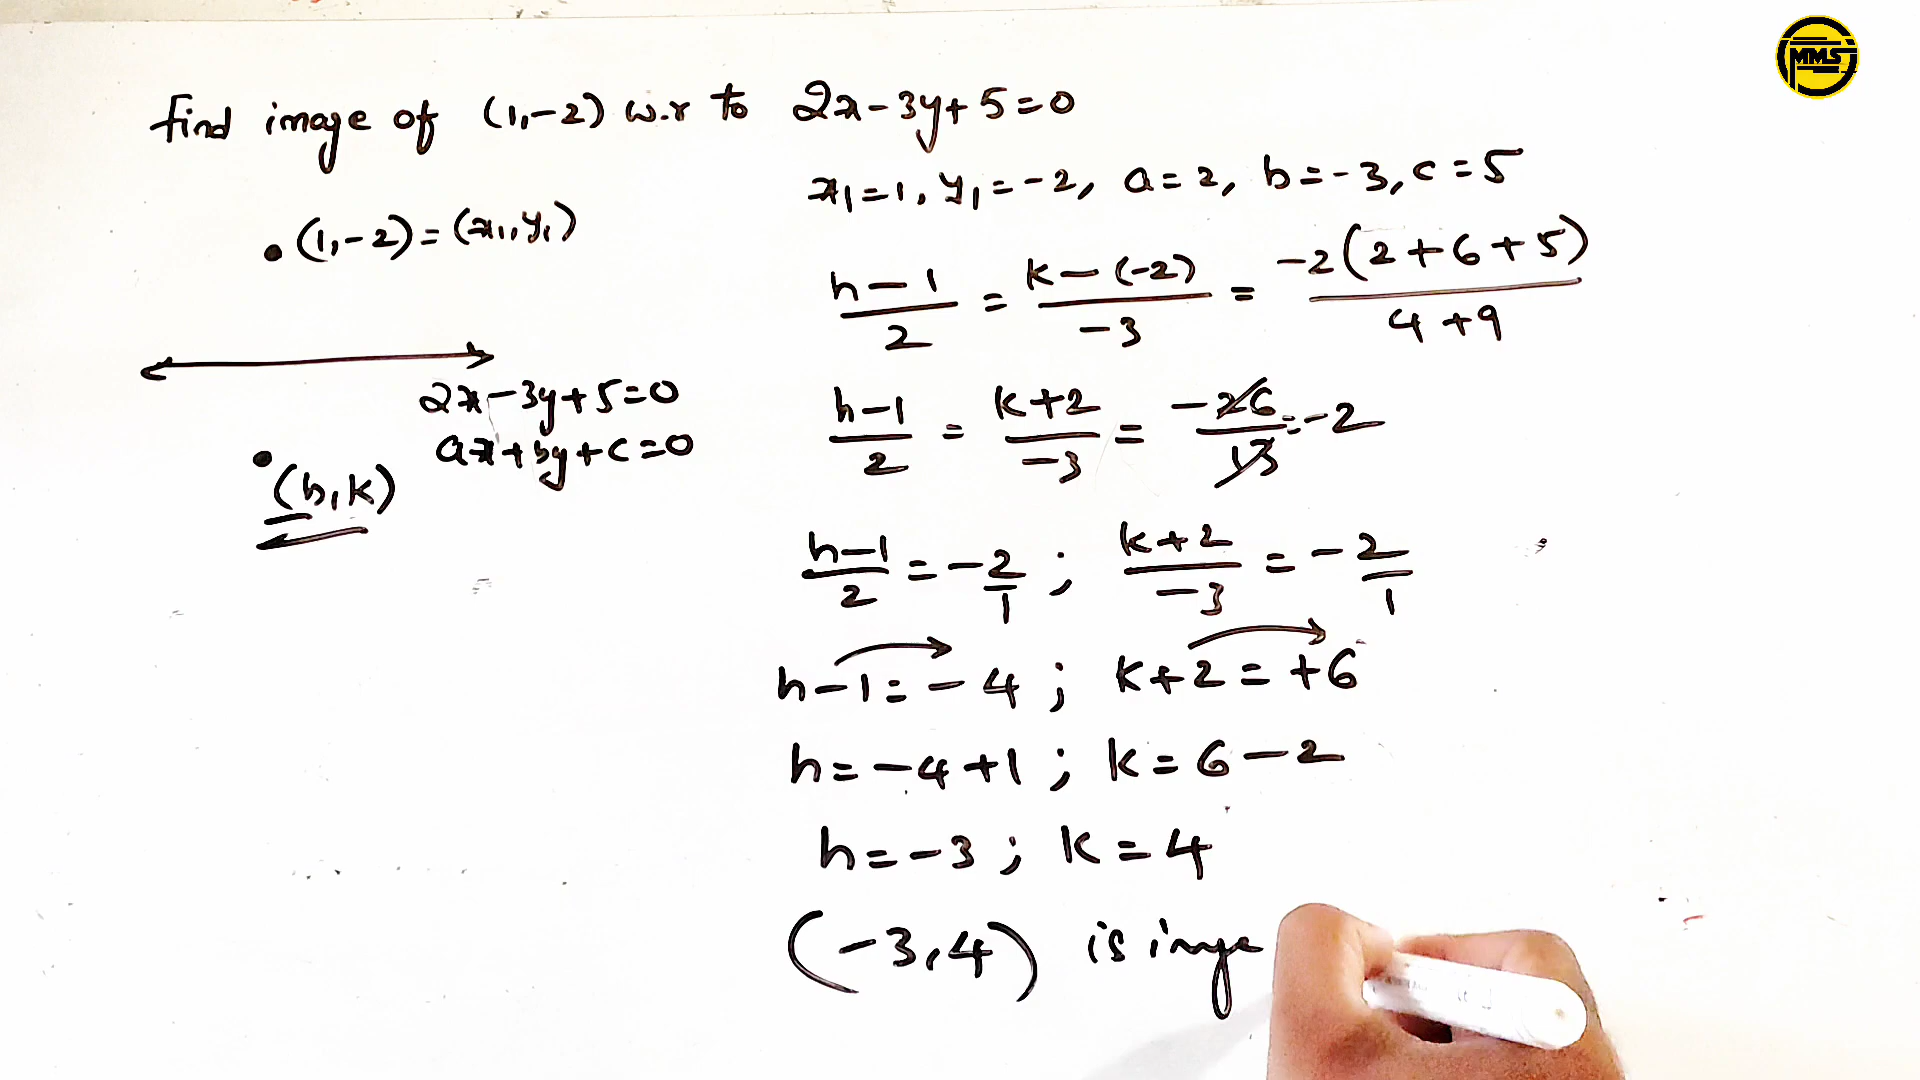 find image of (1,-2) w.r to 2x-3y+5=0
•(1,-2)=(x₁,y₁)
2x-3y+5=0
ax+by+c=0
(h,k)
x₁=1, y₁=-2, a=2, b=-3, c=5
(h-1)/2 = (k-(-2))/-3 = -2(2+6+5)/(4+9)
(h-1)/2 = (k+2)/-3 = -26/13 = -2
(h-1)/2 = -2/1 ; (k+2)/-3 = -2/1
h-1=-4 ; k+2=+6
h=-4+1 ; k=6-2
h=-3 ; k=4
(-3,4) is
MMS